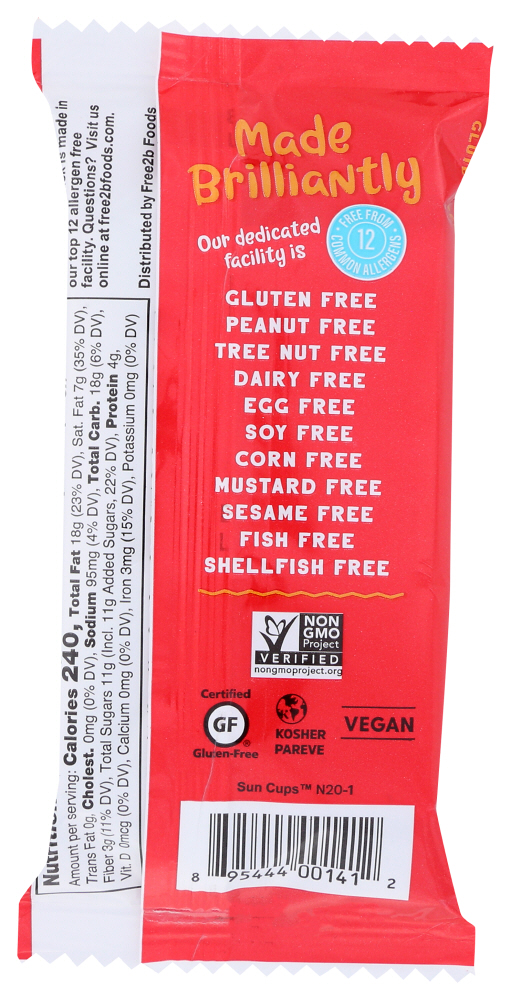 Made
Brilliantly
Our dedicated
facility is
FREE FROM
12
COMMON ALLERGENS
GLUTEN FREE
PEANUT FREE
TREE NUT FREE
DAIRY FREE
EGG FREE
SOY FREE
CORN FREE
MUSTARD FREE
SESAME FREE
FISH FREE
SHELLFISH FREE
NON
GMO
Project
VERIFIED
nongmoproject.org
Certified
GF
®
Gluten-Free
KOSHER
PAREVE
VEGAN
Sun Cups™ N20-1
8 95444 00141 2
is made in
our top 12 allergen free
facility. Questions? Visit us
online at free2bfoods.com.
Distributed by Free2b Foods
Amount per serving: Calories 240, Total Fat 18g (23% DV), Sat. Fat 7g (35% DV),
Trans Fat 0g, Cholest. 0mg (0% DV), Sodium 95mg (4% DV), Total Carb. 18g (6% DV),
Fiber 3g (11% DV), Total Sugars 11g (Incl. 11g Added Sugars, 22% DV), Protein 4g,
Vit. D 0mcg (0% DV), Calcium 0mg (0% DV), Iron 3mg (15% DV), Potassium 0mg (0% DV)